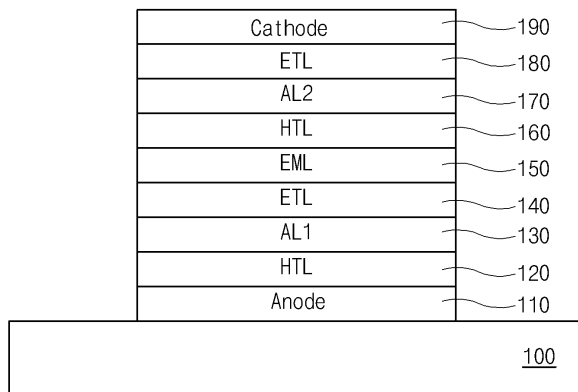 Cathode 190
ETL 180
AL2 170
HTL 160
EML 150
ETL 140
AL1 130
HTL 120
Anode 110
100